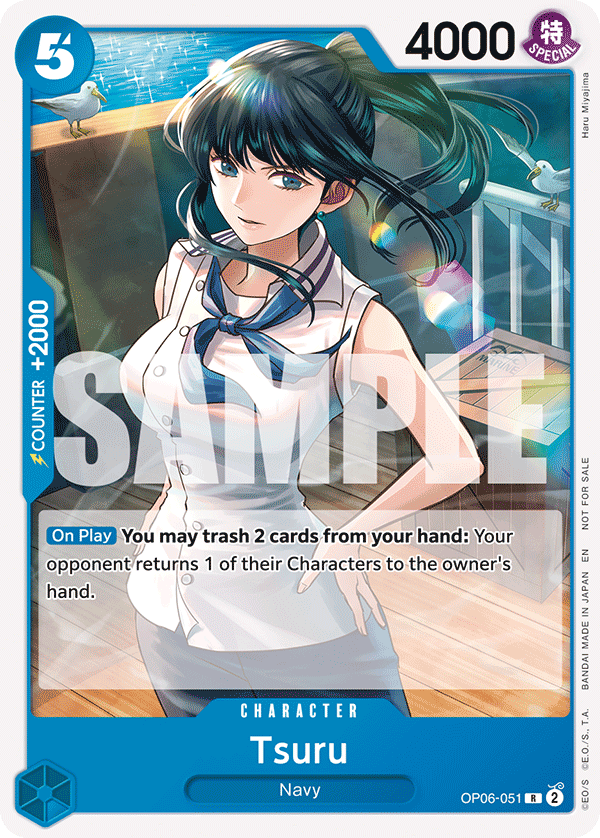 5
4000
特
SPECIAL
Haru Miyajima
COUNTER +2000
SAMPLE
MARINE
On Play You may trash 2 cards from your hand: Your
opponent returns 1 of their Characters to the owner's
hand.
©EO/S ©E.O./S., T.A. BANDAI MADE IN JAPAN EN NOT FOR SALE
CHARACTER
Tsuru
Navy
OP06-051 R 2